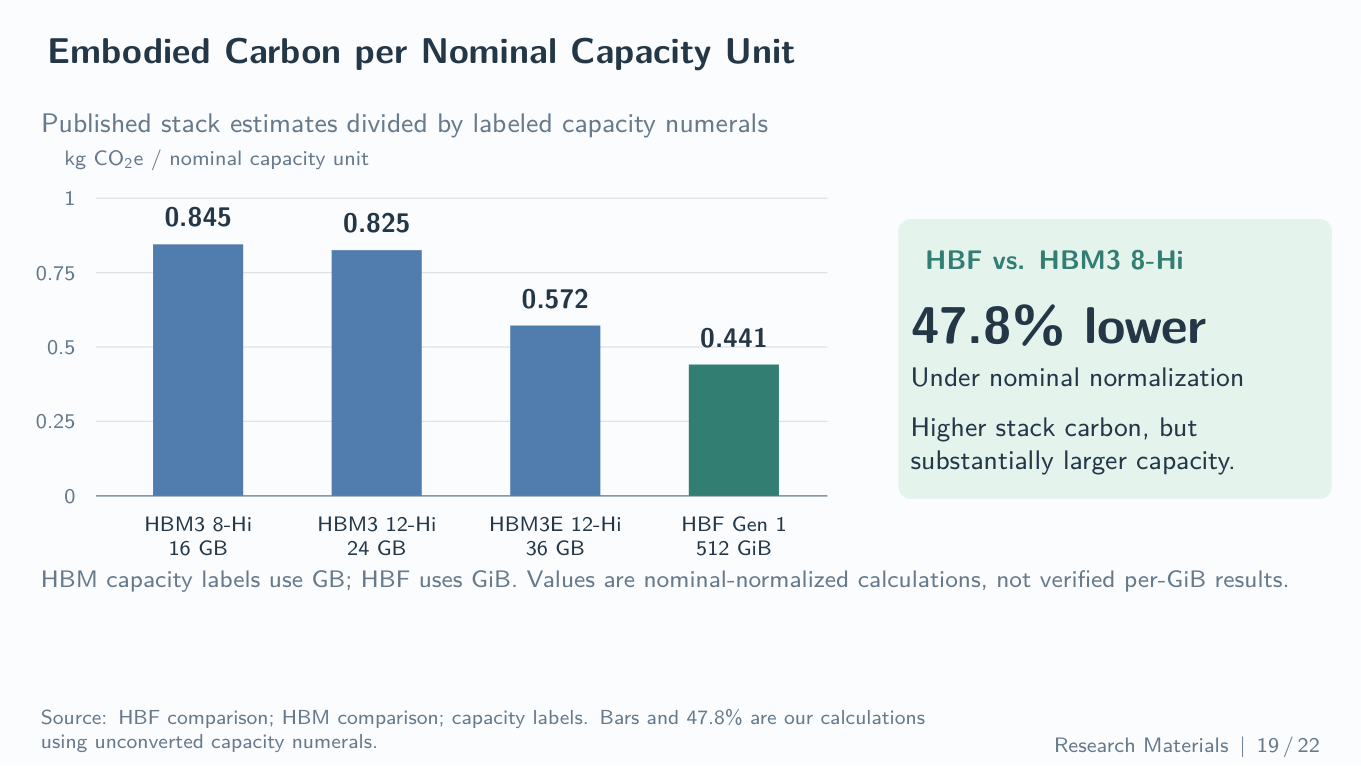 Embodied Carbon per Nominal Capacity Unit
Published stack estimates divided by labeled capacity numerals
kg CO₂e / nominal capacity unit
1
0.75
0.5
0.25
0
0.845
0.825
0.572
0.441
HBM3 8-Hi
16 GB
HBM3 12-Hi
24 GB
HBM3E 12-Hi
36 GB
HBF Gen 1
512 GiB
HBF vs. HBM3 8-Hi
47.8% lower
Under nominal normalization
Higher stack carbon, but
substantially larger capacity.
HBM capacity labels use GB; HBF uses GiB. Values are nominal-normalized calculations, not verified per-GiB results.
Source: HBF comparison; HBM comparison; capacity labels. Bars and 47.8% are our calculations
using unconverted capacity numerals.
Research Materials | 19 / 22